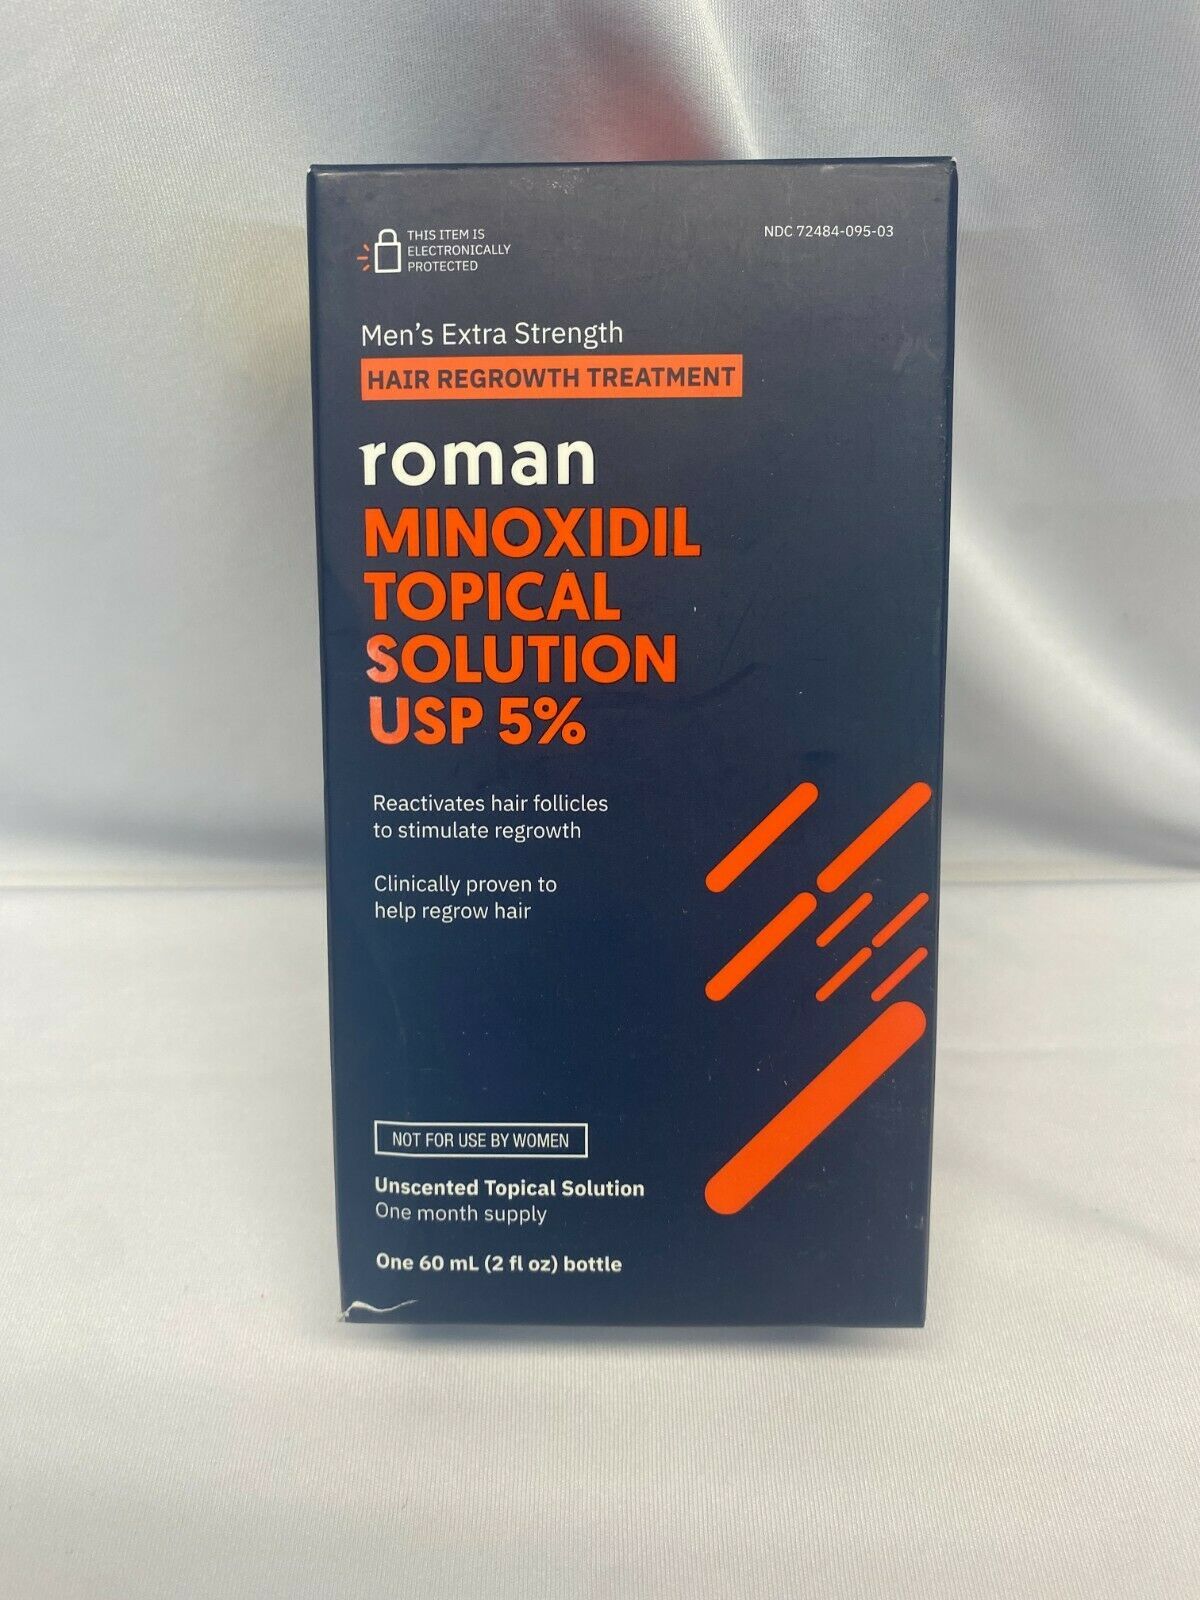 THIS ITEM IS
ELECTRONICALLY
PROTECTED
NDC 72484-095-03
Men's Extra Strength
HAIR REGROWTH TREATMENT
roman
MINOXIDIL
TOPICAL
SOLUTION
USP 5%
Reactivates hair follicles
to stimulate regrowth
Clinically proven to
help regrow hair
NOT FOR USE BY WOMEN
Unscented Topical Solution
One month supply
One 60 mL (2 fl oz) bottle